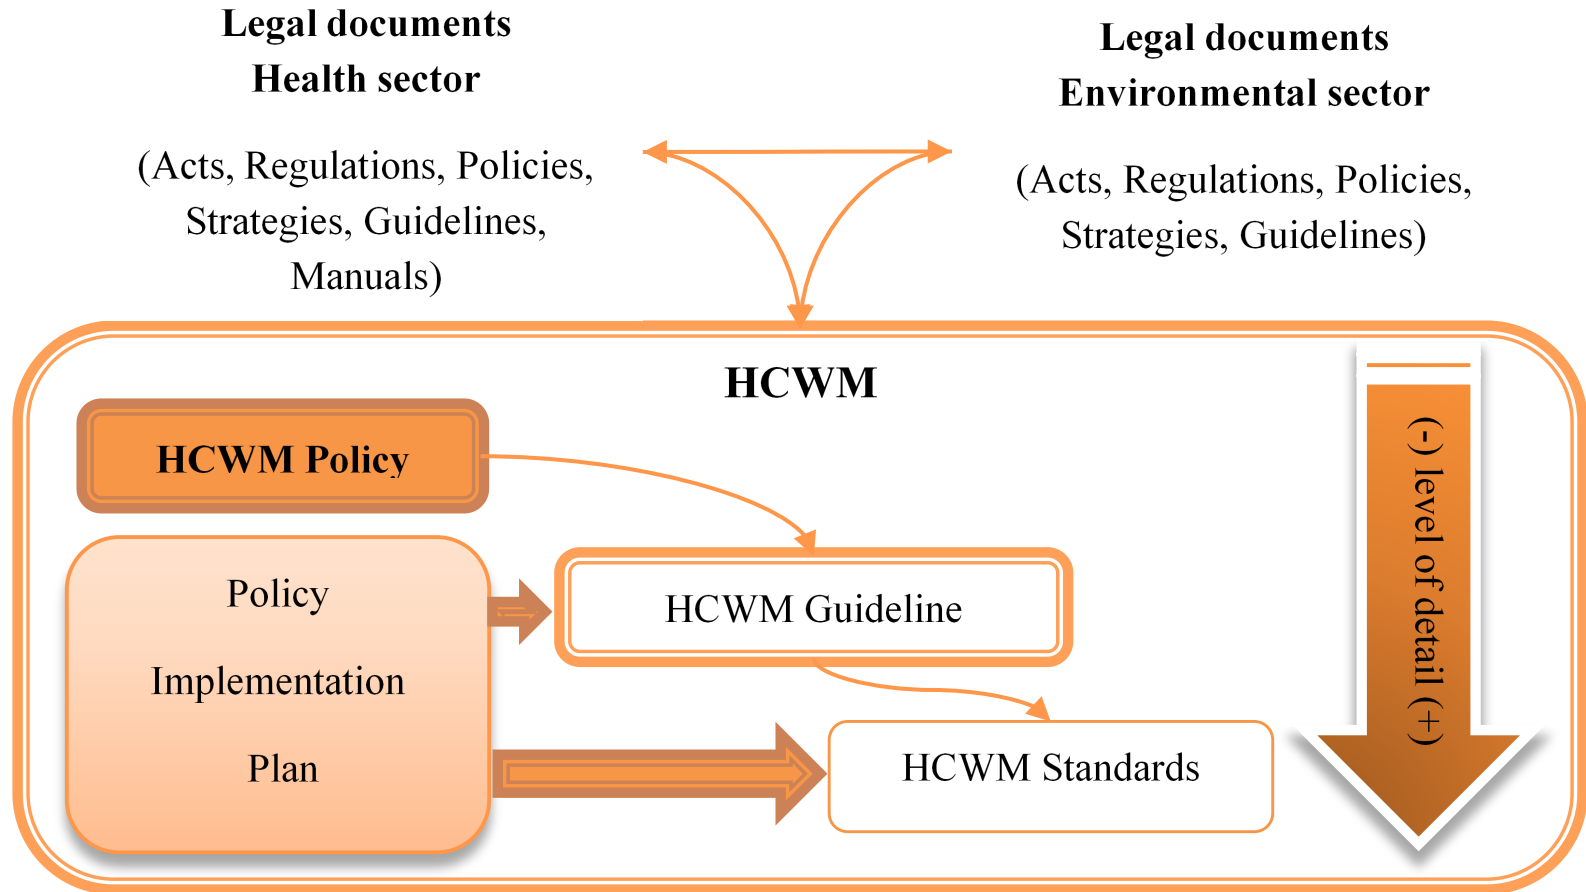 Legal documents
Health sector
(Acts, Regulations, Policies,
Strategies, Guidelines,
Manuals)
Legal documents
Environmental sector
(Acts, Regulations, Policies,
Strategies, Guidelines)
HCWM
HCWM Policy
Policy
Implementation
Plan
HCWM Guideline
HCWM Standards
(-) level of detail (+)